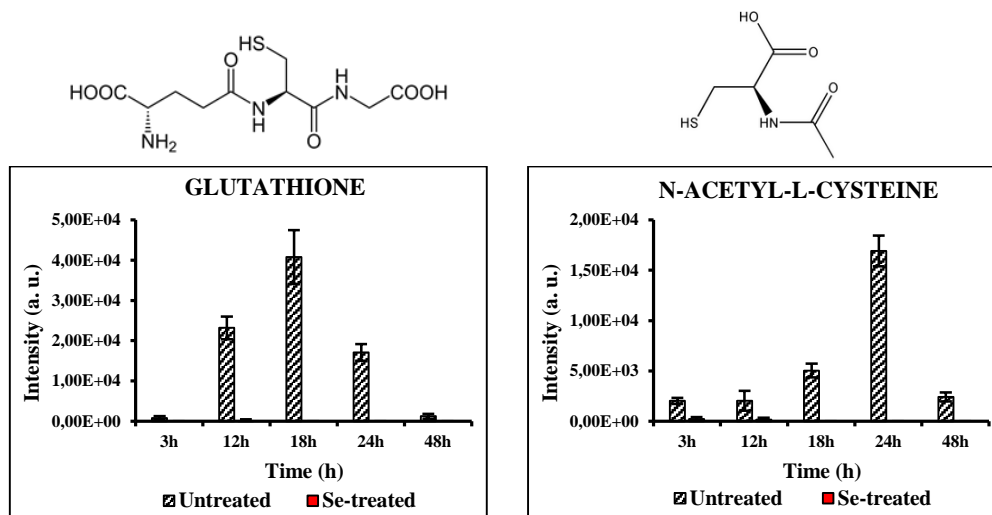 HS
O
H
N
HOOC
N
H
COOH
NH₂
O
HO
O
O
HS
HN
GLUTATHIONE
5,00E+04
4,00E+04
3,00E+04
2,00E+04
1,00E+04
0,00E+00
Intensity (a. u.)
3h 12h 18h 24h 48h
Time (h)
Untreated Se-treated
N-ACETYL-L-CYSTEINE
2,00E+04
1,50E+04
1,00E+04
5,00E+03
0,00E+00
Intensity (a. u.)
3h 12h 18h 24h 48h
Time (h)
Untreated Se-treated